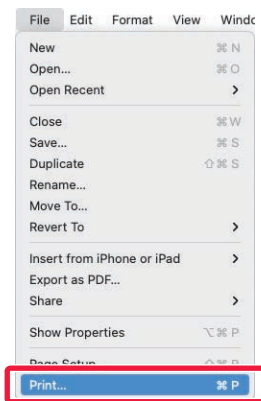 File Edit Format View Windo
New ⌘ N
Open... ⌘ O
Open Recent >
Close ⌘ W
Save... ⌘ S
Duplicate ⇧ ⌘ S
Rename...
Move To...
Revert To >
Insert from iPhone or iPad >
Export as PDF...
Share >
Show Properties ⌥ ⌘ P
Page Setup ⇧ ⌘ P
Print... ⌘ P